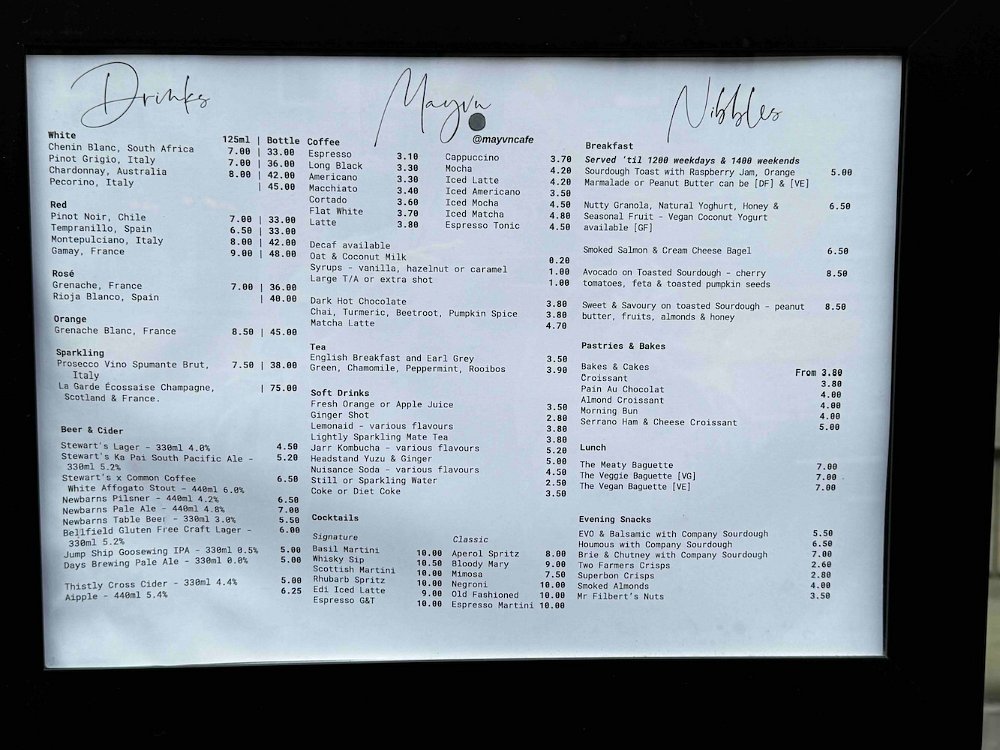 Drinks
White 125ml | Bottle
Chenin Blanc, South Africa 7.00 | 33.00
Pinot Grigio, Italy 7.00 | 36.00
Chardonnay, Australia 8.00 | 42.00
Pecorino, Italy | 45.00
Red
Pinot Noir, Chile 7.00 | 33.00
Tempranillo, Spain 6.50 | 33.00
Montepulciano, Italy 8.00 | 42.00
Gamay, France 9.00 | 48.00
Rosé
Grenache, France 7.00 | 36.00
Rioja Blanco, Spain | 40.00
Orange
Grenache Blanc, France 8.50 | 45.00
Sparkling
Prosecco Vino Spumante Brut, 7.50 | 38.00
Italy
La Garde Écossaise Champagne, | 75.00
Scotland & France.
Beer & Cider
Stewart's Lager - 330ml 4.0% 4.50
Stewart's Ka Pai South Pacific Ale - 5.20
330ml 5.2%
Stewart's x Common Coffee 6.50
White Affogato Stout - 440ml 6.0%
Newbarns Pilsner - 440ml 4.2% 6.50
Newbarns Pale Ale - 440ml 4.8% 7.00
Newbarns Table Beer - 330ml 3.0% 5.50
Bellfield Gluten Free Craft Lager - 6.00
330ml 5.2%
Jump Ship Goosewing IPA - 330ml 0.5% 5.00
Days Brewing Pale Ale - 330ml 0.0% 5.00
Thistly Cross Cider - 330ml 4.4% 5.00
Aipple - 440ml 5.4% 6.25
Mayvn
@mayvncafe
Coffee
Espresso 3.10 Cappuccino 3.70
Long Black 3.30 Mocha 4.20
Americano 3.30 Iced Latte 4.20
Macchiato 3.40 Iced Americano 3.50
Cortado 3.60 Iced Mocha 4.50
Flat White 3.70 Iced Matcha 4.80
Latte 3.80 Espresso Tonic 4.50
Decaf available
Oat & Coconut Milk 0.20
Syrups - vanilla, hazelnut or caramel 1.00
Large T/A or extra shot 1.00
Dark Hot Chocolate 3.80
Chai, Turmeric, Beetroot, Pumpkin Spice 3.80
Matcha Latte 4.70
Tea
English Breakfast and Earl Grey 3.50
Green, Chamomile, Peppermint, Rooibos 3.90
Soft Drinks
Fresh Orange or Apple Juice 3.50
Ginger Shot 2.80
Lemonaid - various flavours 3.80
Lightly Sparkling Mate Tea 3.80
Jarr Kombucha - various flavours 5.20
Headstand Yuzu & Ginger 5.00
Nuisance Soda - various flavours 4.50
Still or Sparkling Water 2.50
Coke or Diet Coke 3.50
Cocktails
Signature Classic
Basil Martini 10.00 Aperol Spritz 8.00
Whisky Sip 10.50 Bloody Mary 9.00
Scottish Martini 10.00 Mimosa 7.50
Rhubarb Spritz 10.00 Negroni 10.00
Edi Iced Latte 9.00 Old Fashioned 10.00
Espresso G&T 10.00 Espresso Martini 10.00
Nibbles
Breakfast
Served 'til 1200 weekdays & 1400 weekends
Sourdough Toast with Raspberry Jam, Orange 5.00
Marmalade or Peanut Butter can be [DF] & [VE]
Nutty Granola, Natural Yoghurt, Honey & 6.50
Seasonal Fruit - Vegan Coconut Yogurt
available [GF]
Smoked Salmon & Cream Cheese Bagel 6.50
Avocado on Toasted Sourdough - cherry 8.50
tomatoes, feta & toasted pumpkin seeds
Sweet & Savoury on toasted Sourdough - peanut 8.50
butter, fruits, almonds & honey
Pastries & Bakes
Bakes & Cakes From 3.80
Croissant 3.80
Pain Au Chocolat 4.00
Almond Croissant 4.00
Morning Bun 4.00
Serrano Ham & Cheese Croissant 5.00
Lunch
The Meaty Baguette 7.00
The Veggie Baguette [VG] 7.00
The Vegan Baguette [VE] 7.00
Evening Snacks
EVO & Balsamic with Company Sourdough 5.50
Houmous with Company Sourdough 6.50
Brie & Chutney with Company Sourdough 7.00
Two Farmers Crisps 2.60
Superbon Crisps 2.80
Smoked Almonds 4.00
Mr Filbert's Nuts 3.50